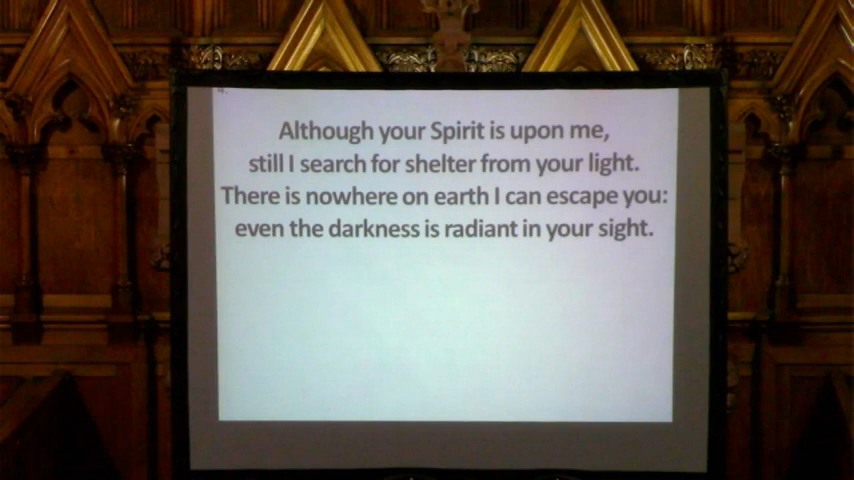 Although your Spirit is upon me,
still I search for shelter from your light.
There is nowhere on earth I can escape you:
even the darkness is radiant in your sight.